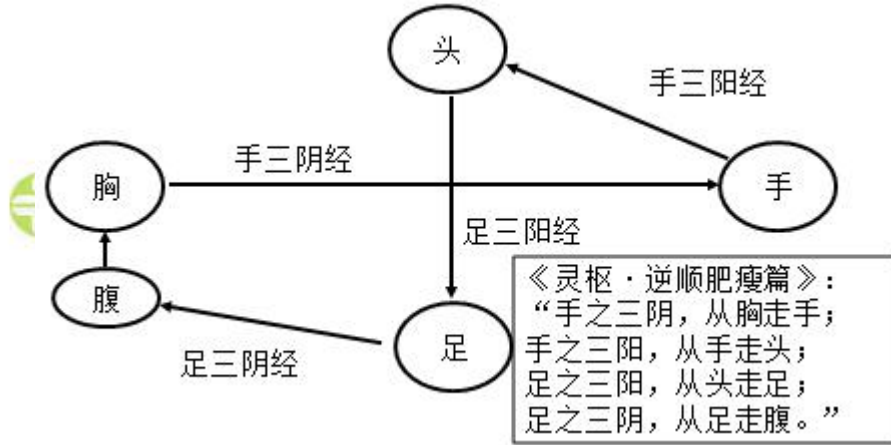 头
手三阳经
手三阴经
胸
手
足三阳经
腹
足
足三阴经
《灵枢·逆顺肥瘦篇》:
“手之三阴，从胸走手；
手之三阳，从手走头；
足之三阳，从头走足；
足之三阴，从足走腹。”